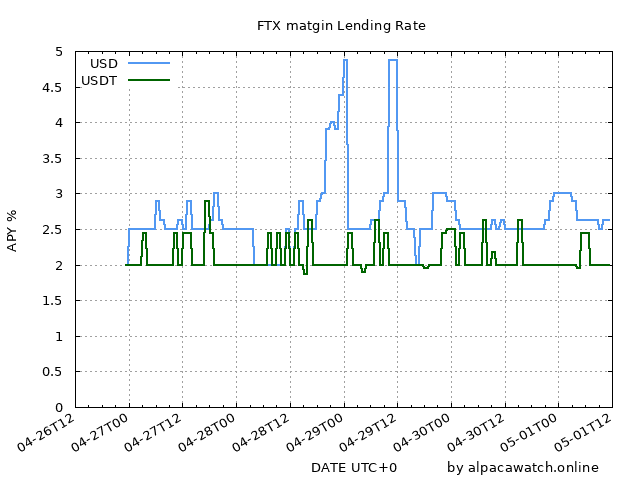 FTX matgin Lending Rate
USD
USDT
5
4.5
4
3.5
3
2.5
2
1.5
1
0.5
0
APY %
04-26T12
04-27T00
04-27T12
04-28T00
04-28T12
04-29T00
04-29T12
04-30T00
04-30T12
05-01T00
05-01T12
DATE UTC+0
by alpacawatch.online